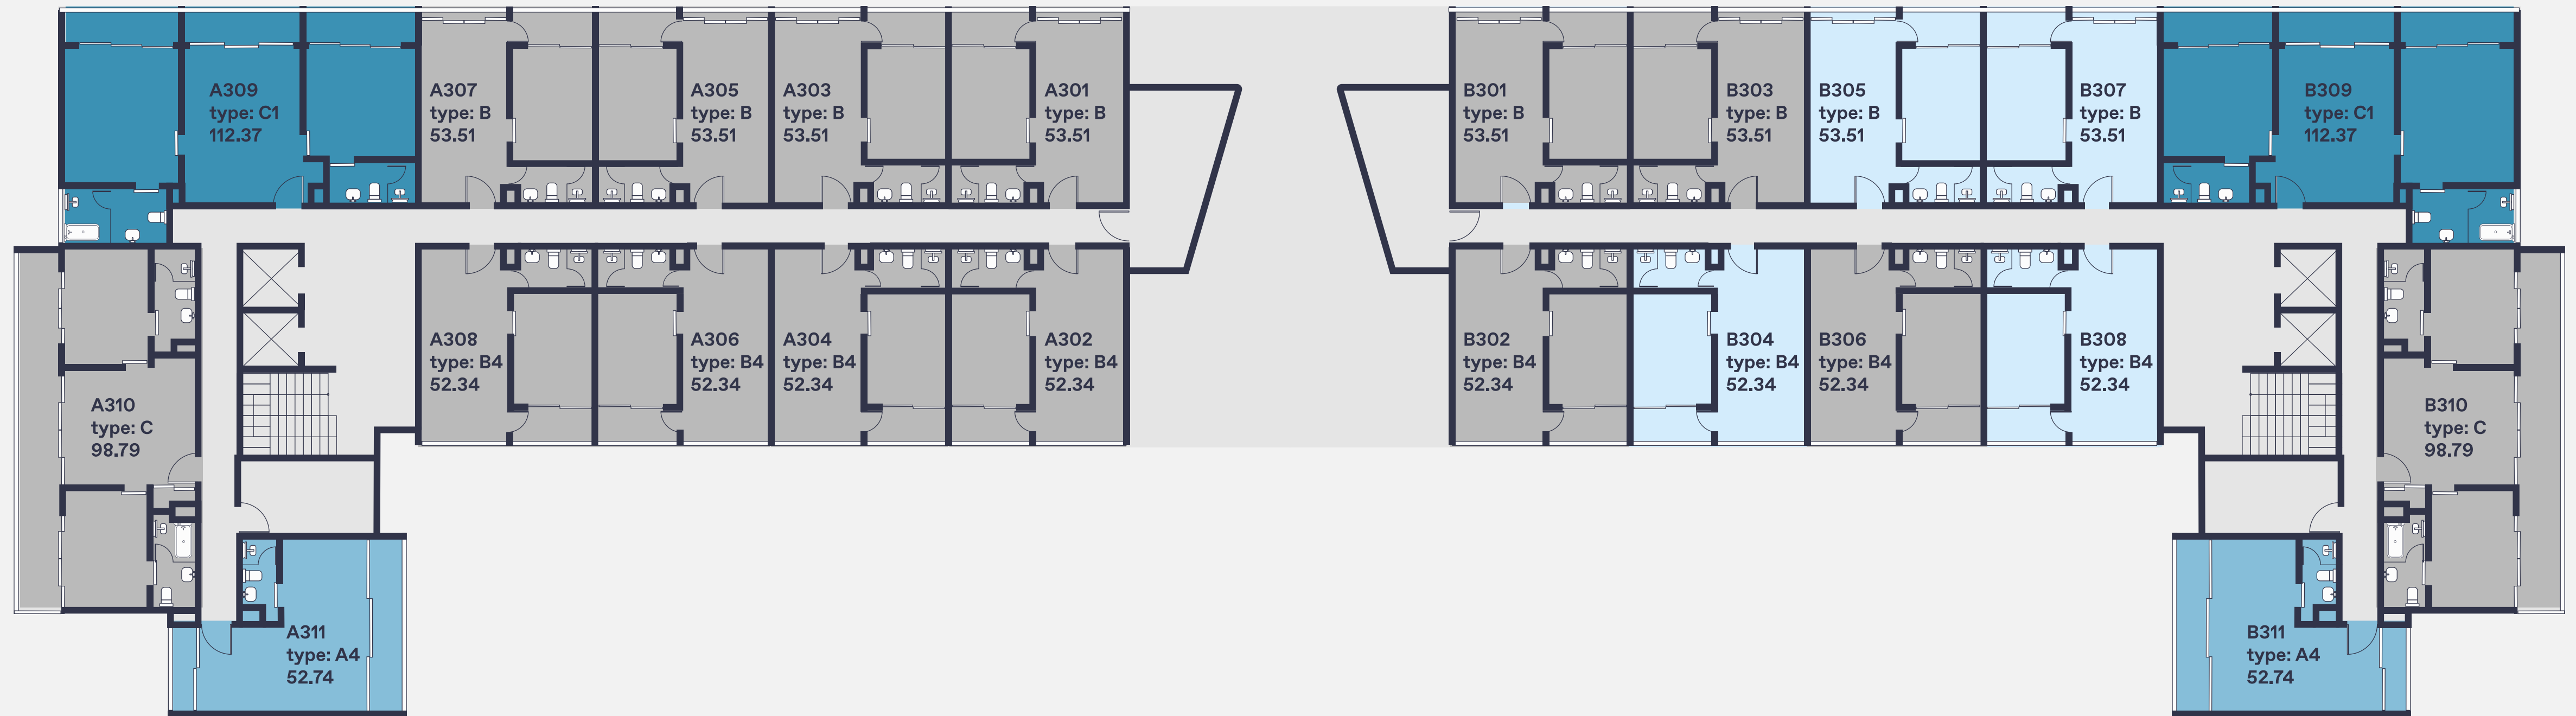 A309
type: C1
112.37
A307
type: B
53.51
A305
type: B
53.51
A303
type: B
53.51
A301
type: B
53.51
B301
type: B
53.51
B303
type: B
53.51
B305
type: B
53.51
B307
type: B
53.51
B309
type: C1
112.37
A310
type: C
98.79
A308
type: B4
52.34
A306
type: B4
52.34
A304
type: B4
52.34
A302
type: B4
52.34
B302
type: B4
52.34
B304
type: B4
52.34
B306
type: B4
52.34
B308
type: B4
52.34
B310
type: C
98.79
A311
type: A4
52.74
B311
type: A4
52.74